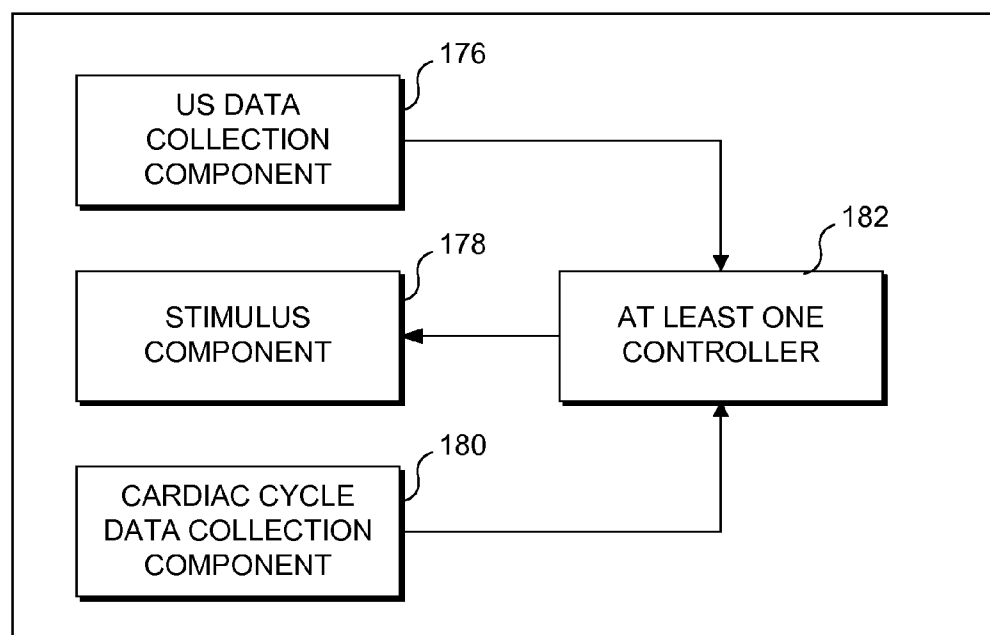 176
US DATA
COLLECTION
COMPONENT
182
178
STIMULUS
COMPONENT
AT LEAST ONE
CONTROLLER
180
CARDIAC CYCLE
DATA COLLECTION
COMPONENT